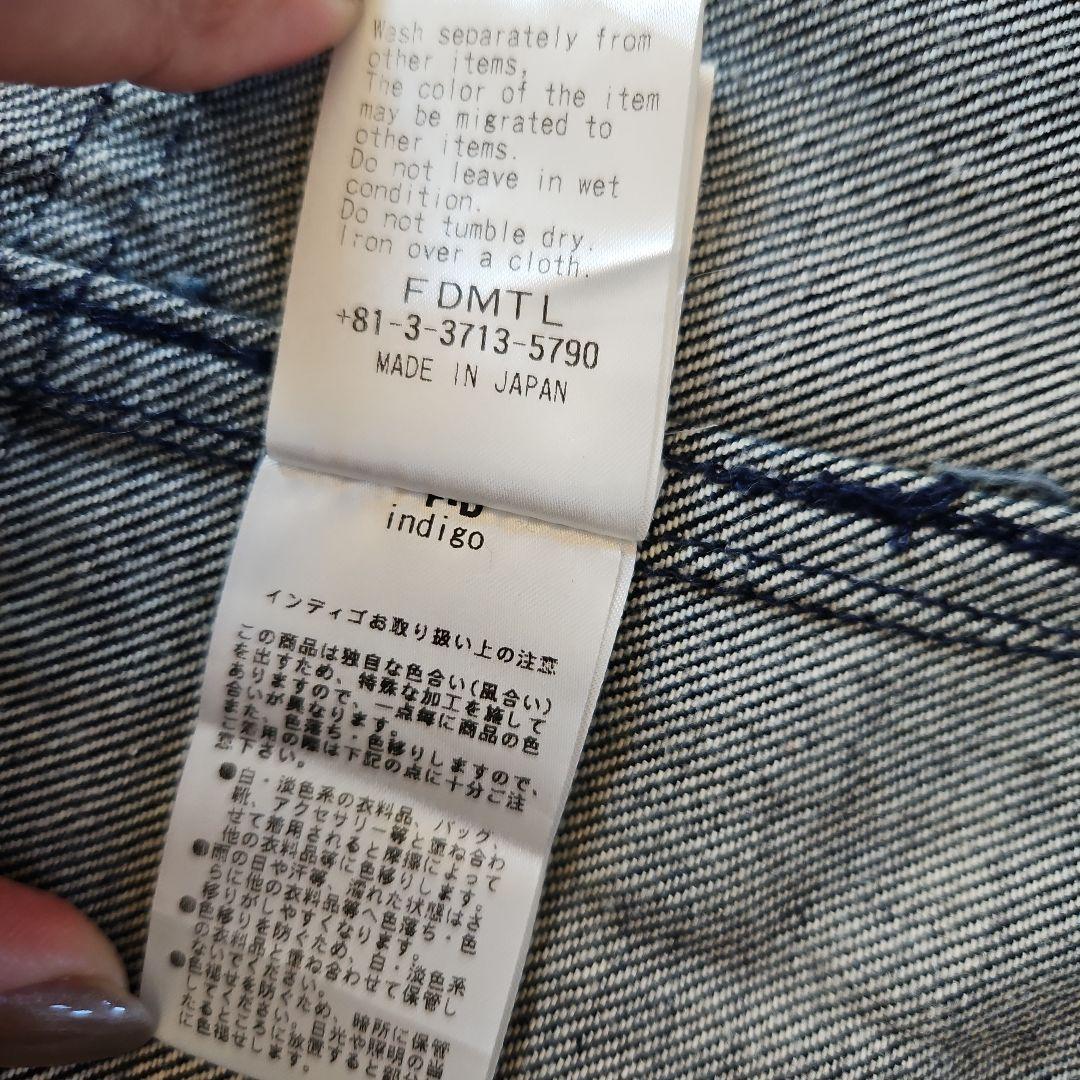 Wash separately from
other items,
The color of the item
may be migrated to
other items.
Do not leave in wet
condition.
Do not tumble dry.
Iron over a cloth.
FDMTL
+81-3-3713-5790
MADE IN JAPAN
F-D
indigo
インディゴお取り扱い上の注意
この商品は独自な色合い(風合い)
を出すため、特殊な加工を施して
ありますので、一点毎に商品の色
合いが異なります。
また、色落ち・色移りしますので、
ご着用の際は下記の点に十分ご注
意下さい。
●白・淡色系の衣料品、バッグ、
靴、アクセサリー等と重ね合わ
せて着用されると摩擦によって
他の衣料品等に色移りします。
●雨の日や汗等、濡れた状態はさ
らに他の衣料品等へ色落ち・色
移りがしやすくなります。
●色移りを防ぐため、白・淡色系
の衣料品と重ね合わせて保管し
ないでください。